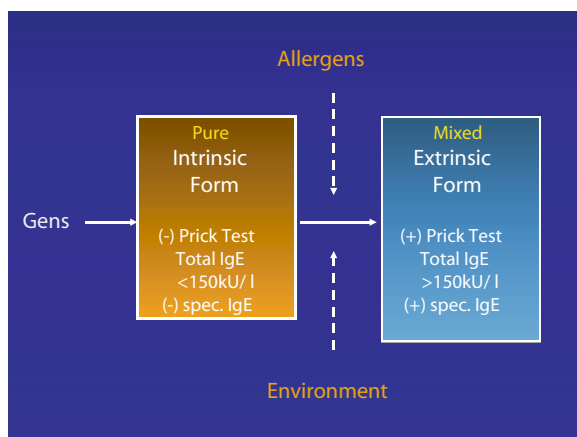 Allergens
Gens
Pure
Intrinsic
Form
(-) Prick Test
Total IgE
<150kU/ l
(-) spec. IgE
Mixed
Extrinsic
Form
(+) Prick Test
Total IgE
>150kU/ l
(+) spec. IgE
Environment